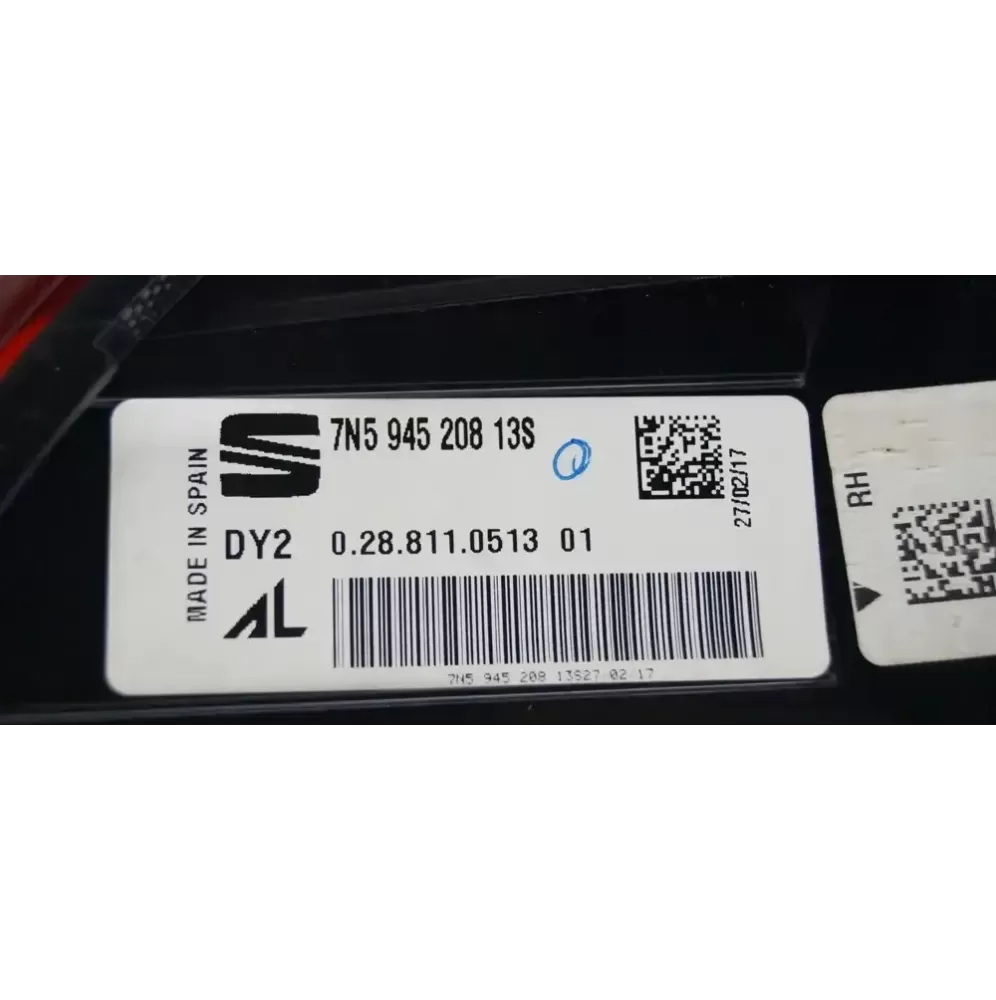 MADE IN SPAIN
7N5 945 208 13S
27/02/17
DY2 0.28.811.0513 01
AL
7N5 945 208 13S27 02 17
RH